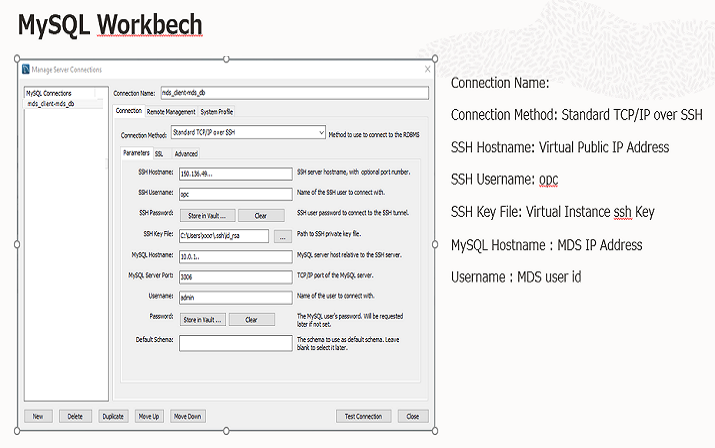 MySQL Workbech
Manage Server Connections
MySQL Connections
mds_client-mds_db
Connection Name: mds_client-mds_db
Connection Remote Management System Profile
Connection Method: Standard TCP/IP over SSH Method to use to connect to the RDBMS
Parameters SSL Advanced
SSH Hostname: 150.136.49... SSH server hostname, with optional port number.
SSH Username: opc Name of the SSH user to connect with.
SSH Password: Store in Vault ... Clear SSH user password to connect to the SSH tunnel.
SSH Key File: C:\Users\xxxx\.ssh\id_rsa ... Path to SSH private key file.
MySQL Hostname: 10.0.1.. MySQL server host relative to the SSH server.
MySQL Server Port: 3306 TCP/IP port of the MySQL server.
Username: admin Name of the user to connect with.
Password: Store in Vault ... Clear The MySQL user's password. Will be requested
later if not set.
Default Schema: The schema to use as default schema. Leave
blank to select it later.
New Delete Duplicate Move Up Move Down Test Connection Close
Connection Name:
Connection Method: Standard TCP/IP over SSH
SSH Hostname: Virtual Public IP Address
SSH Username: opc
SSH Key File: Virtual Instance ssh Key
MySQL Hostname : MDS IP Address
Username : MDS user id